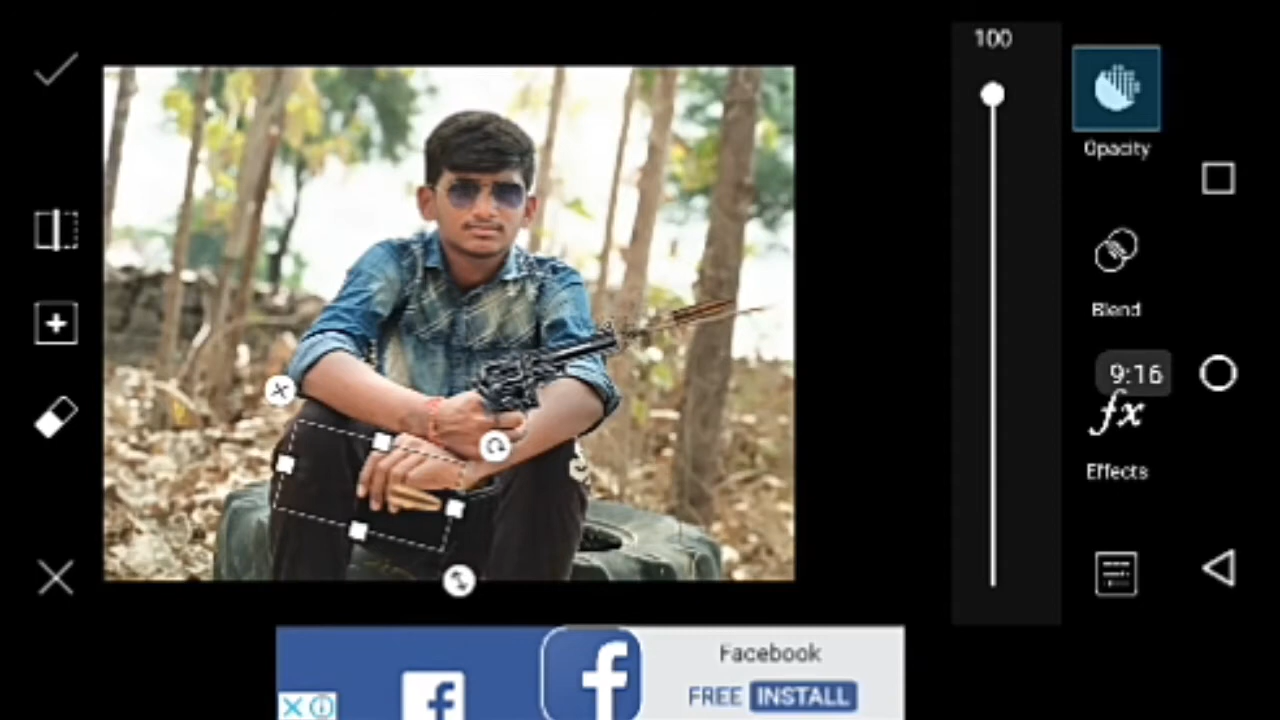 100
Opacity
Blend
9:16
fx
Effects
Facebook
FREE INSTALL